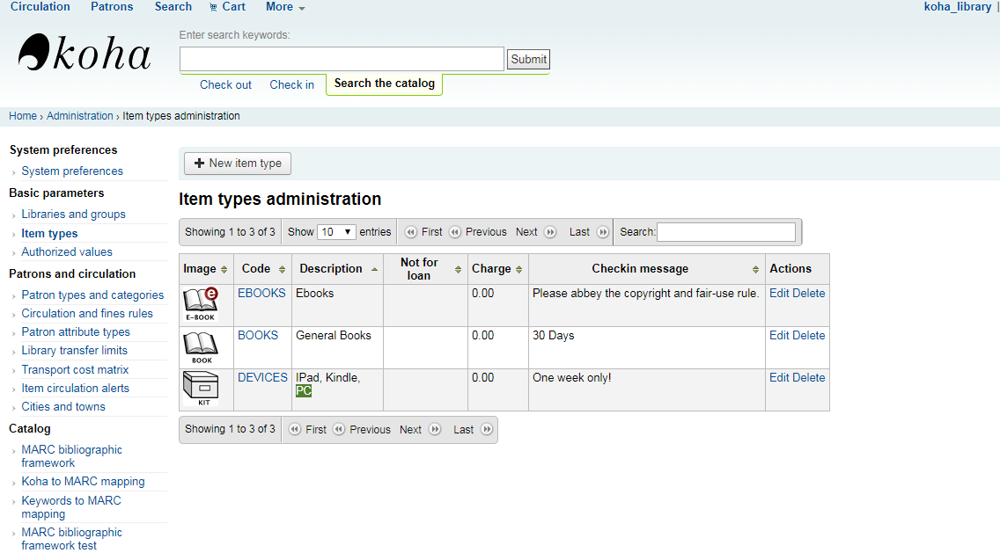 Circulation Patrons Search Cart More koha_library |
koha
Enter search keywords:
Submit
Check out Check in Search the catalog
Home › Administration › Item types administration
System preferences
› System preferences
Basic parameters
› Libraries and groups
› Item types
› Authorized values
Patrons and circulation
› Patron types and categories
› Circulation and fines rules
› Patron attribute types
› Library transfer limits
› Transport cost matrix
› Item circulation alerts
› Cities and towns
Catalog
› MARC bibliographic
framework
› Koha to MARC mapping
› Keywords to MARC
mapping
› MARC bibliographic
framework test
+ New item type
Item types administration
Showing 1 to 3 of 3 Show 10 entries First Previous Next Last Search:
Image Code Description Not for loan Charge Checkin message Actions
e E-BOOK EBOOKS Ebooks 0.00 Please abbey the copyright and fair-use rule. Edit Delete
BOOK BOOKS General Books 0.00 30 Days Edit Delete
KIT DEVICES IPad, Kindle, 0.00 One week only! Edit Delete
PC
Showing 1 to 3 of 3 First Previous Next Last